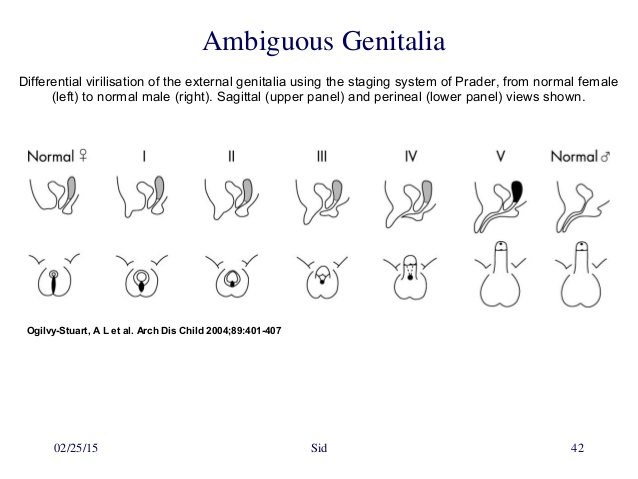 Ambiguous Genitalia
Differential virilisation of the external genitalia using the staging system of Prader, from normal female
(left) to normal male (right). Sagittal (upper panel) and perineal (lower panel) views shown.
Normal ♀ I II III IV V Normal ♂
Ogilvy-Stuart, A L et al. Arch Dis Child 2004;89:401-407
02/25/15 Sid 42